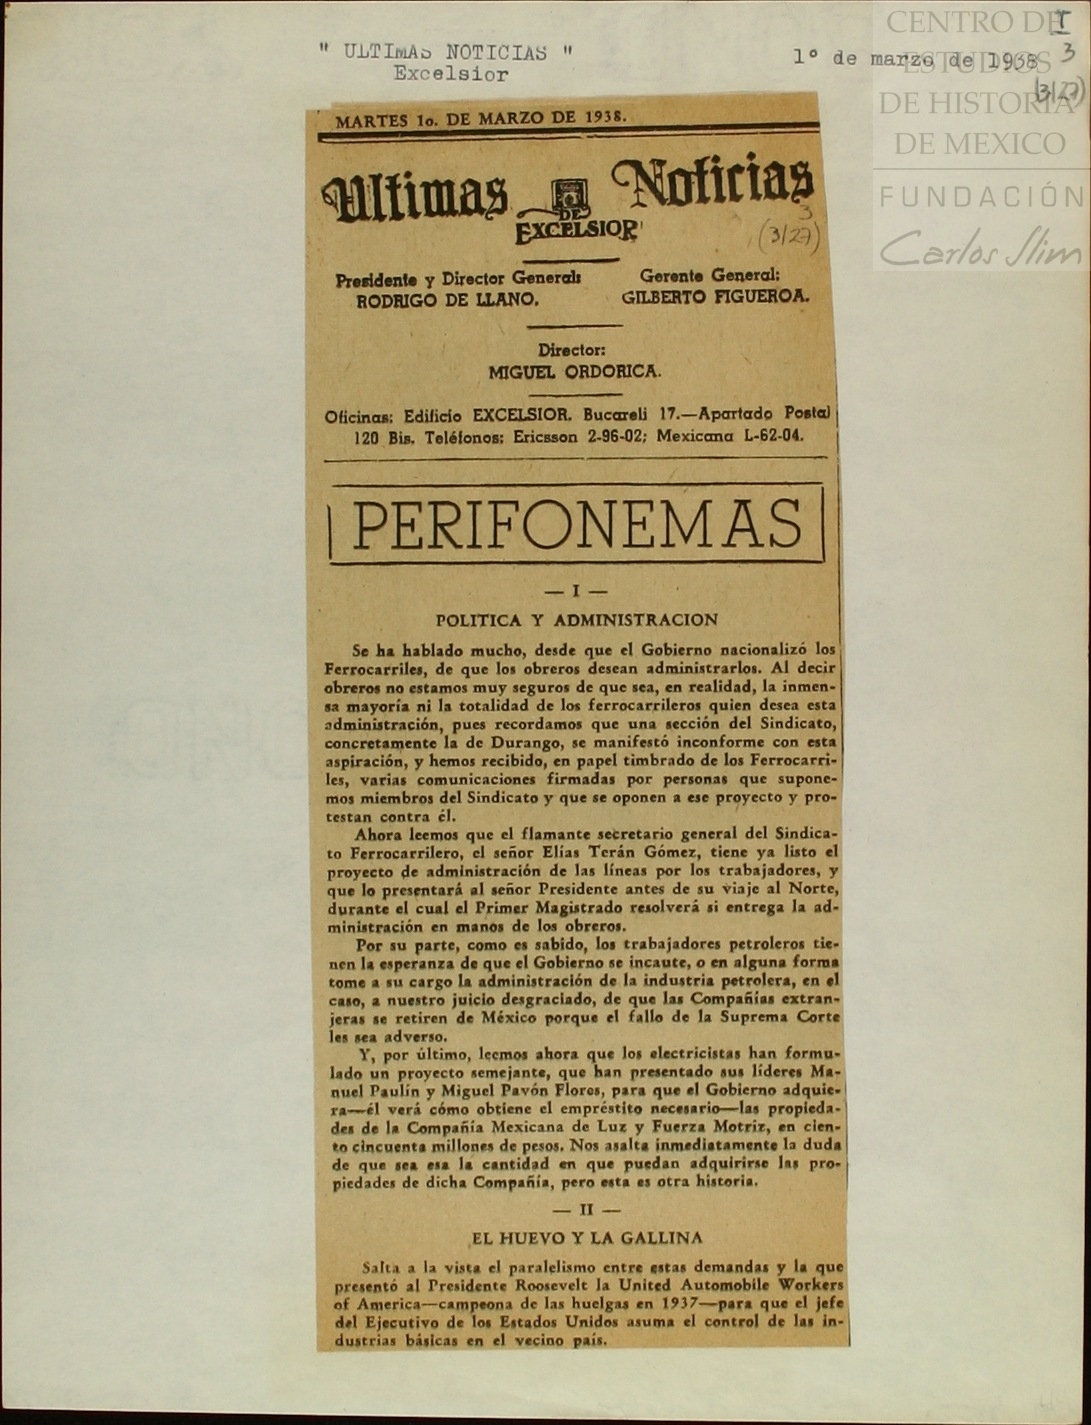 " ULTIMAS NOTICIAS "
Excelsior
1º de marzo de 1938
I
3
(3/27)
CENTRO DE
ESTUDIOS
DE HISTORIA
DE MEXICO
FUNDACIÓN
Carlos Slim
MARTES 1o. DE MARZO DE 1938.
Ultimas Noticias
DE
EXCELSIOR
3
(3/27)
Presidente y Director General:
RODRIGO DE LLANO.
Gerente General:
GILBERTO FIGUEROA.
Director:
MIGUEL ORDORICA.
Oficinas: Edificio EXCELSIOR. Bucareli 17.—Apartado Postal
120 Bis. Teléfonos: Ericsson 2-96-02; Mexicana L-62-04.
PERIFONEMAS
— I —
POLITICA Y ADMINISTRACION
Se ha hablado mucho, desde que el Gobierno nacionalizó los
Ferrocarriles, de que los obreros desean administrarlos. Al decir
obreros no estamos muy seguros de que sea, en realidad, la inmen-
sa mayoría ni la totalidad de los ferrocarrileros quien desea esta
administración, pues recordamos que una sección del Sindicato,
concretamente la de Durango, se manifestó inconforme con esta
aspiración, y hemos recibido, en papel timbrado de los Ferrocarri-
les, varias comunicaciones firmadas por personas que supone-
mos miembros del Sindicato y que se oponen a ese proyecto y pro-
testan contra él.
Ahora leemos que el flamante secretario general del Sindica-
to Ferrocarrilero, el señor Elías Terán Gómez, tiene ya listo el
proyecto de administración de las líneas por los trabajadores, y
que lo presentará al señor Presidente antes de su viaje al Norte,
durante el cual el Primer Magistrado resolverá si entrega la ad-
ministración en manos de los obreros.
Por su parte, como es sabido, los trabajadores petroleros tie-
nen la esperanza de que el Gobierno se incaute, o en alguna forma
tome a su cargo la administración de la industria petrolera, en el
caso, a nuestro juicio desgraciado, de que las Compañías extran-
jeras se retiren de México porque el fallo de la Suprema Corte
les sea adverso.
Y, por último, leemos ahora que los electricistas han formu-
lado un proyecto semejante, que han presentado sus líderes Ma-
nuel Paulín y Miguel Pavón Flores, para que el Gobierno adquie-
ra—él verá cómo obtiene el empréstito necesario—las propieda-
des de la Compañía Mexicana de Luz y Fuerza Motriz, en cien-
to cincuenta millones de pesos. Nos asalta inmediatamente la duda
de que sea esa la cantidad en que puedan adquirirse las pro-
piedades de dicha Compañía, pero esta es otra historia.
— II —
EL HUEVO Y LA GALLINA
Salta a la vista el paralelismo entre estas demandas y la que
presentó al Presidente Roosevelt la United Automobile Workers
of America—campeona de las huelgas en 1937—para que el jefe
del Ejecutivo de los Estados Unidos asuma el control de las in-
dustrias básicas en el vecino país.